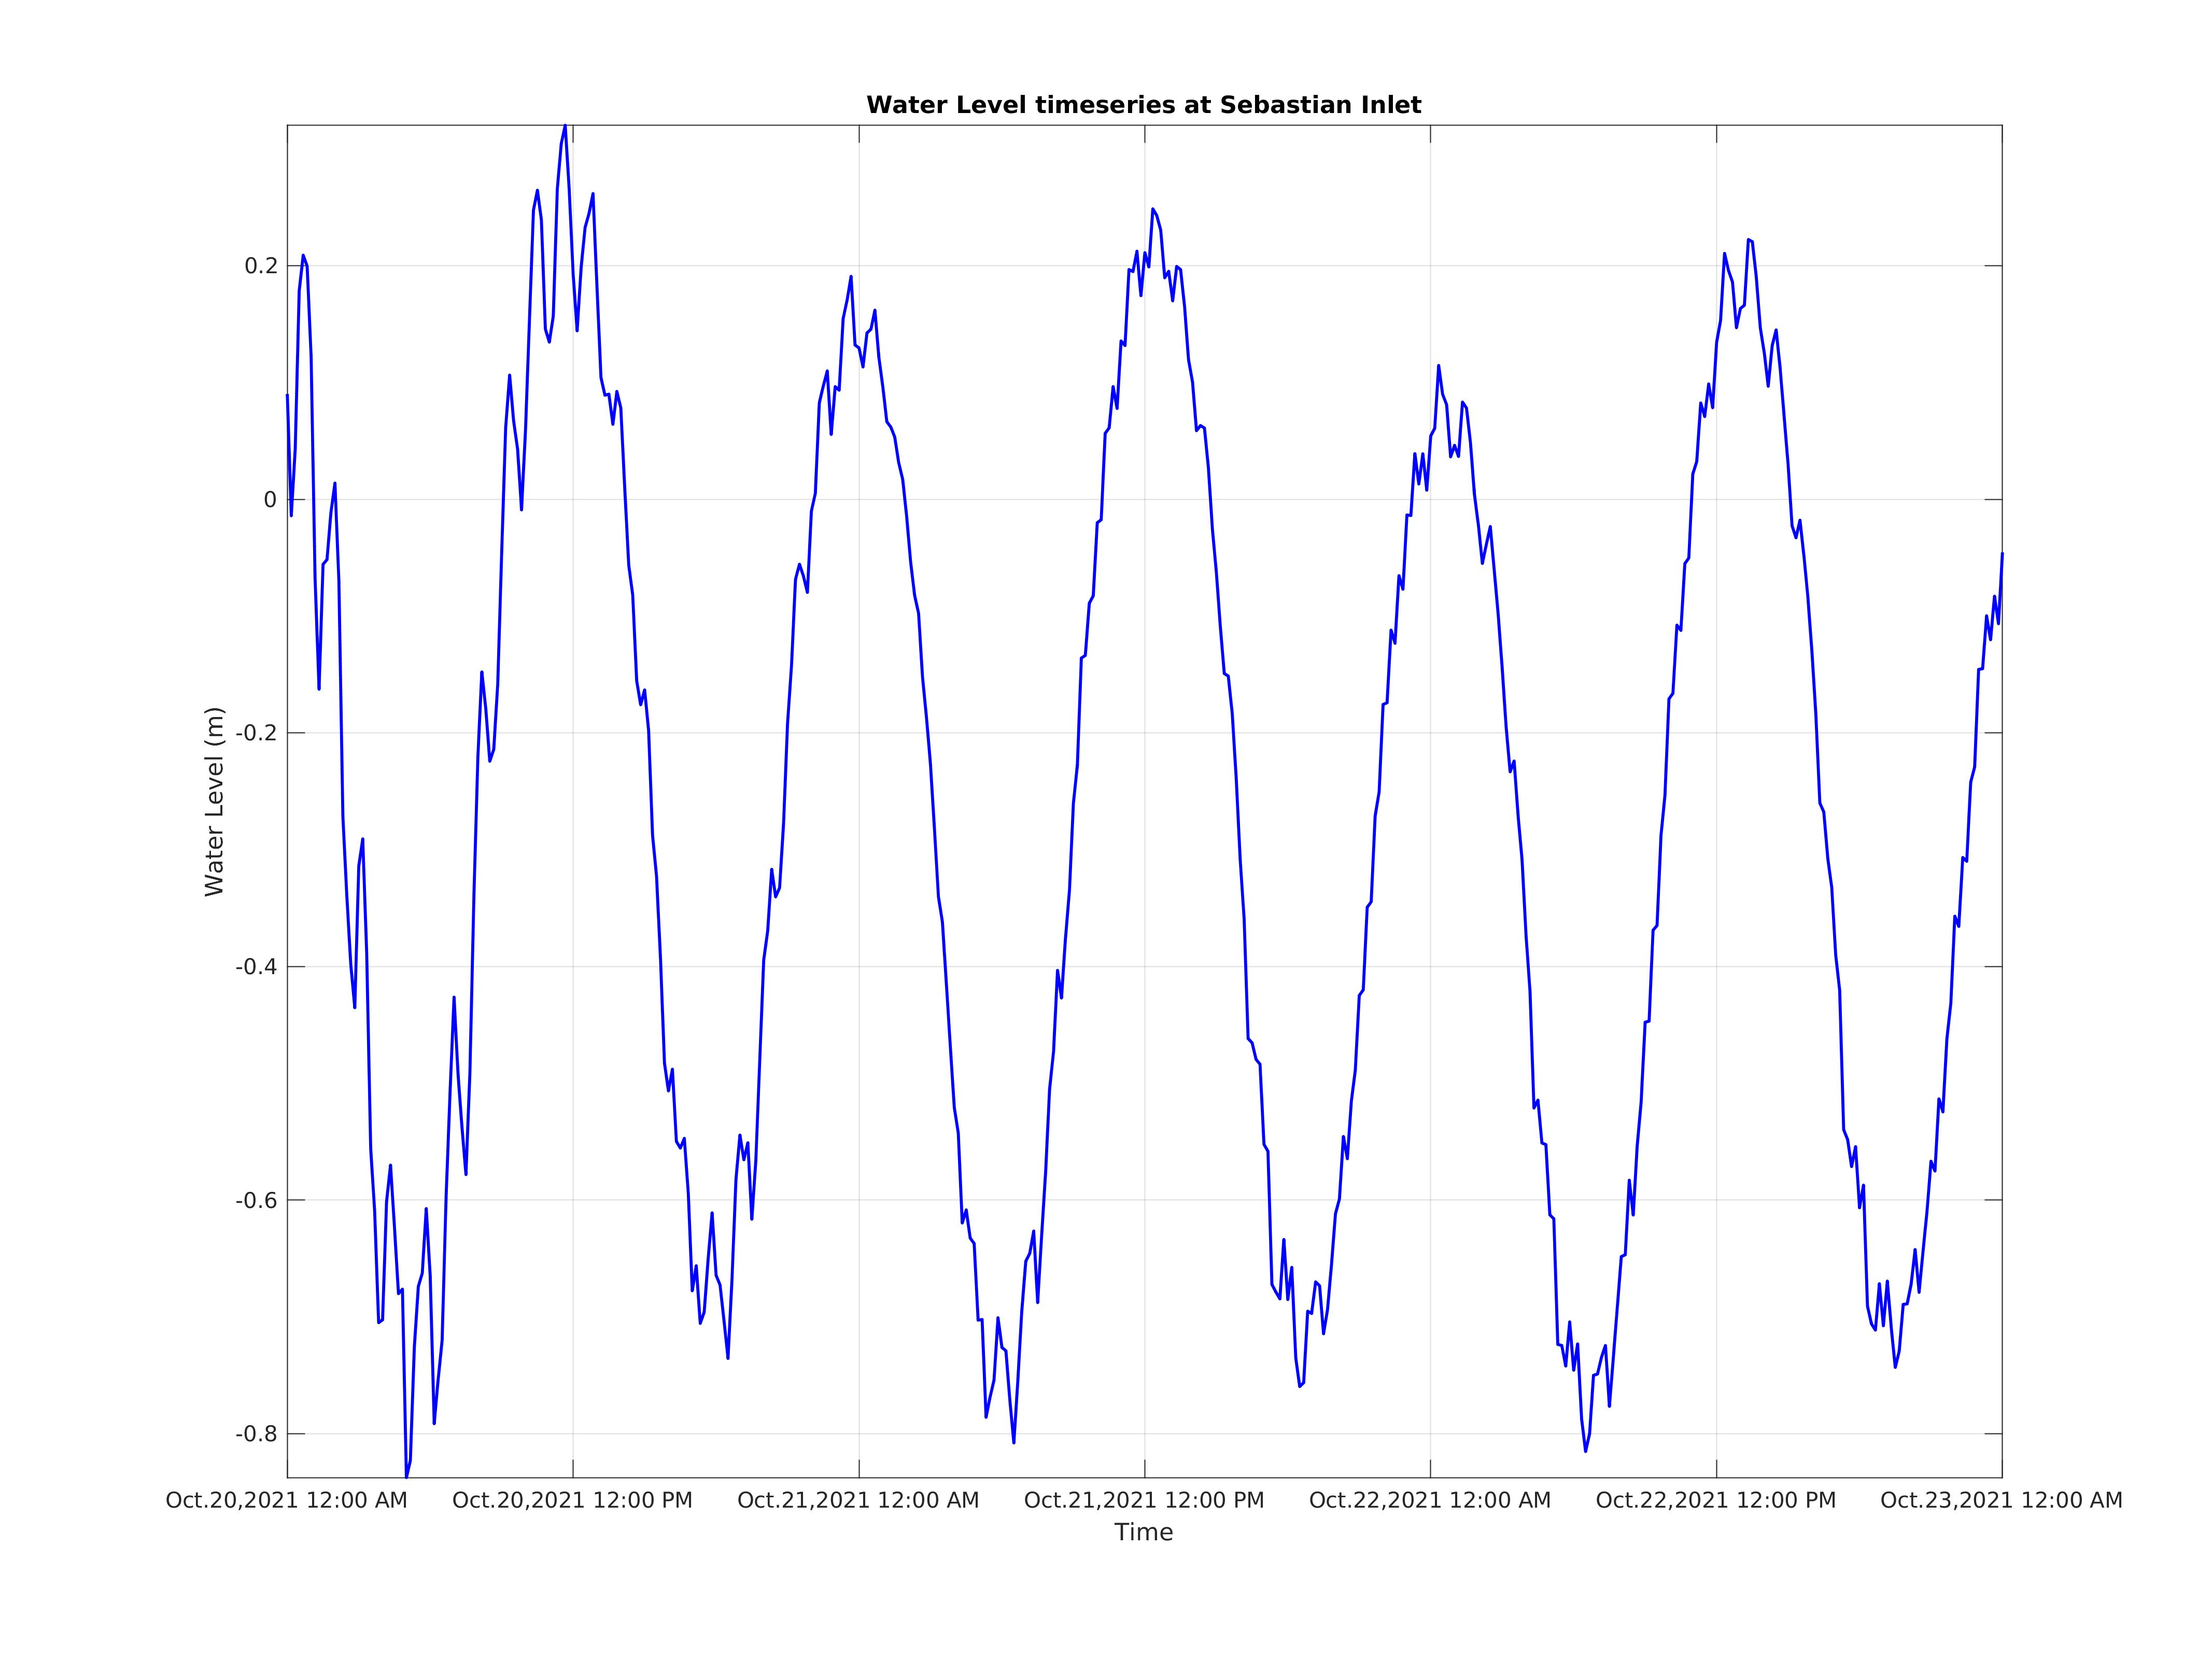 Water Level timeseries at Sebastian Inlet
Water Level (m)
0.2
0
-0.2
-0.4
-0.6
-0.8
Oct.20,2021 12:00 AM Oct.20,2021 12:00 PM Oct.21,2021 12:00 AM Oct.21,2021 12:00 PM Oct.22,2021 12:00 AM Oct.22,2021 12:00 PM Oct.23,2021 12:00 AM
Time